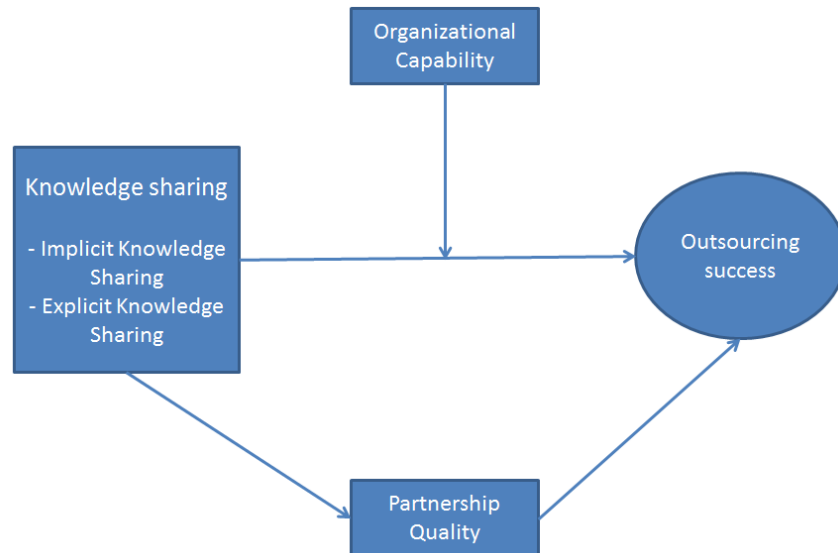 Organizational
Capability
Knowledge sharing
- Implicit Knowledge
Sharing
- Explicit Knowledge
Sharing
Outsourcing
success
Partnership
Quality